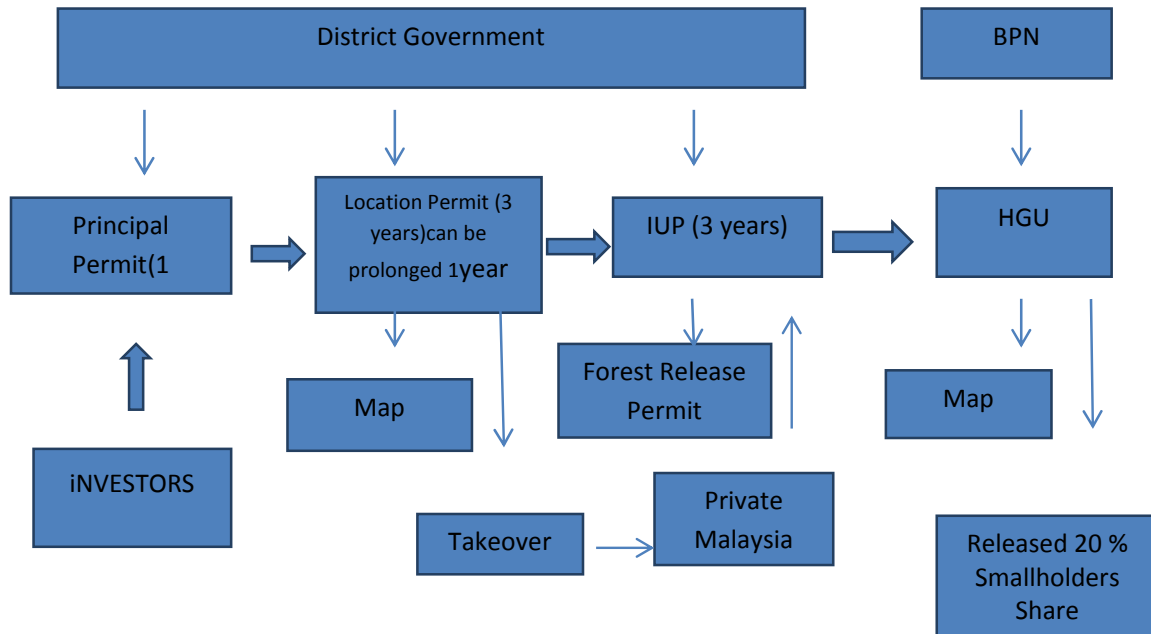 District Government
BPN
Principal
Permit(1
Location Permit (3
years)can be
prolonged 1year
IUP (3 years)
HGU
Map
Forest Release
Permit
Map
iNVESTORS
Takeover
Private
Malaysia
Released 20 %
Smallholders
Share